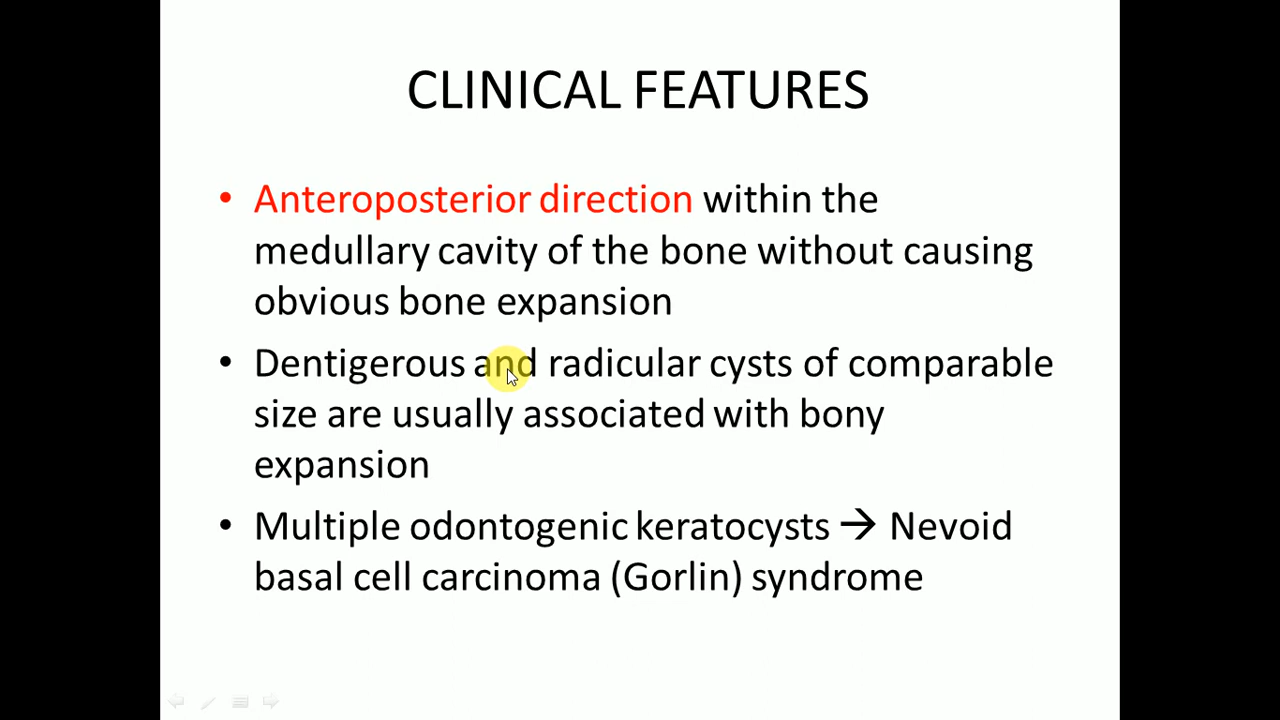 CLINICAL FEATURES
• Anteroposterior direction within the
medullary cavity of the bone without causing
obvious bone expansion
• Dentigerous and radicular cysts of comparable
size are usually associated with bony
expansion
• Multiple odontogenic keratocysts → Nevoid
basal cell carcinoma (Gorlin) syndrome